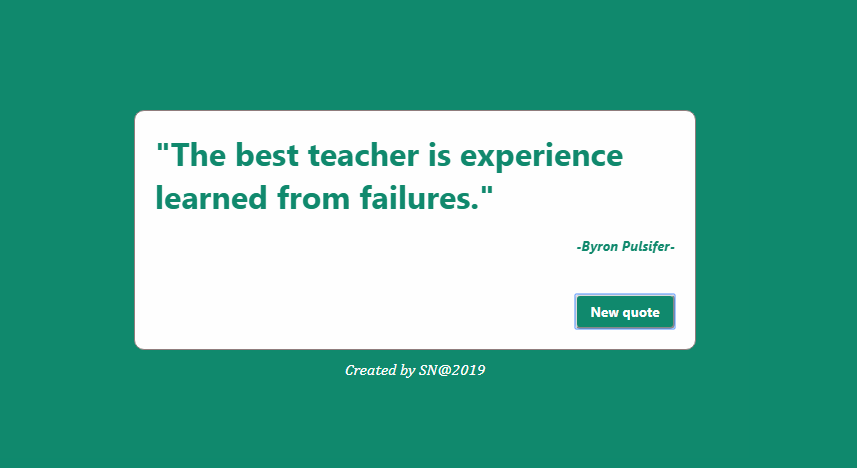 "The best teacher is experience
learned from failures."
-Byron Pulsifer-
New quote
Created by SN@2019